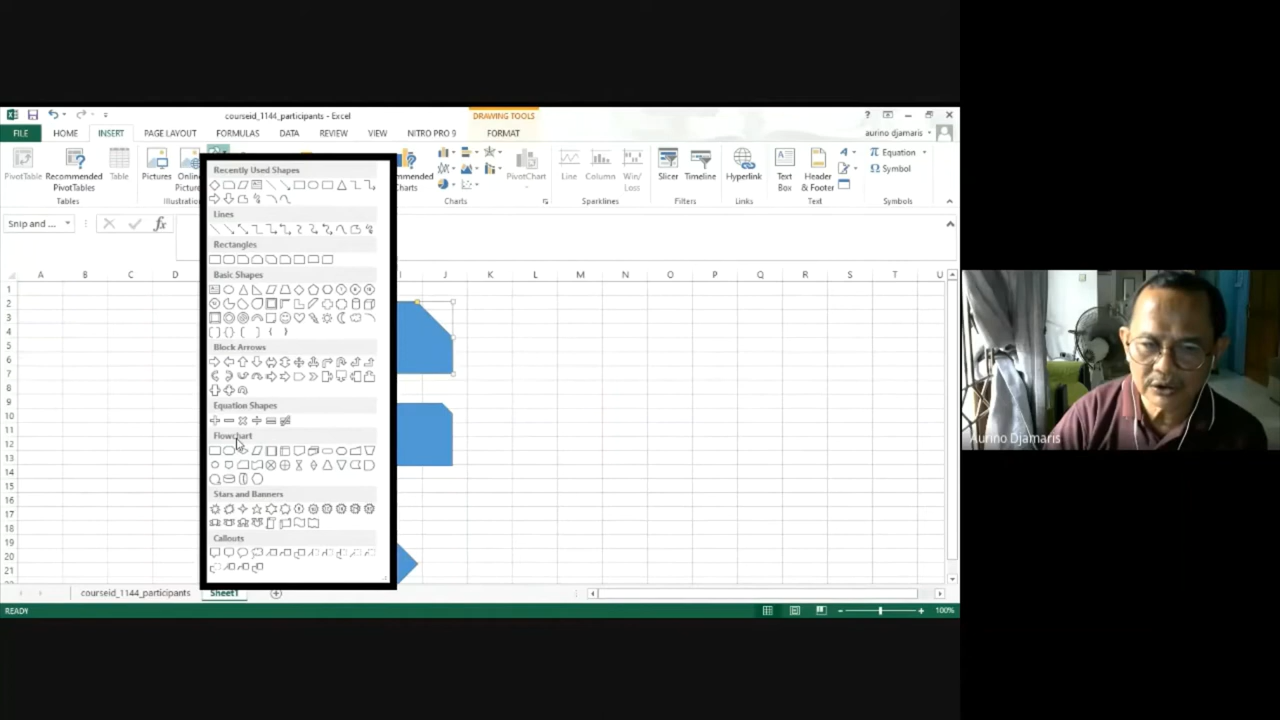 courseid_1144_participants - Excel
DRAWING TOOLS
FILE HOME INSERT PAGE LAYOUT FORMULAS DATA REVIEW VIEW NITRO PRO 9 FORMAT
aurino djamaris
PivotTable Recommended PivotTables Table
Tables
Pictures Online
Charts
PivotChart
Charts
Line Column Win/Loss
Sparklines
Slicer Timeline
Filters
Hyperlink
Links
Text Box Header & Footer
Text
π Equation
Ω Symbol
Symbols
Snip and ...
fx
A B C D I J K L M N O P Q R S T U
1
2
3
4
5
6
7
8
9
10
11
12
13
14
15
16
17
18
19
20
21
Recently Used Shapes
Lines
Rectangles
Basic Shapes
Block Arrows
Equation Shapes
Flowchart
Stars and Banners
Callouts
courseid_1144_participants Sheet1
READY
100%
Aurino Djamaris